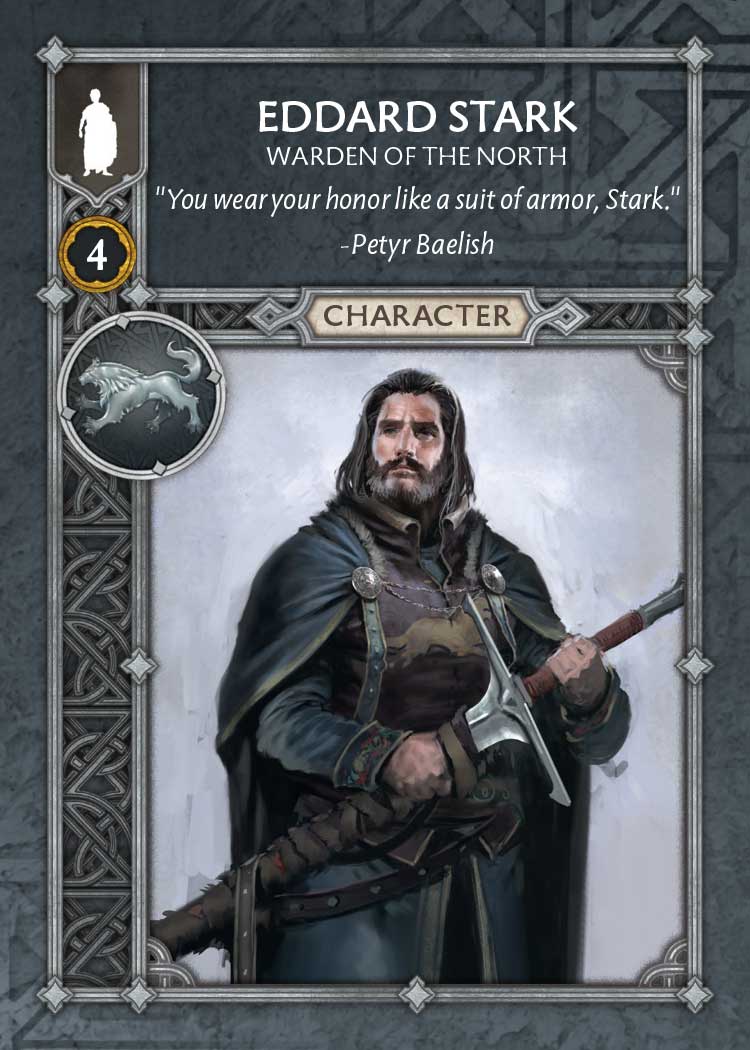 EDDARD STARK
WARDEN OF THE NORTH
"You wear your honor like a suit of armor, Stark."
-Petyr Baelish
4
CHARACTER